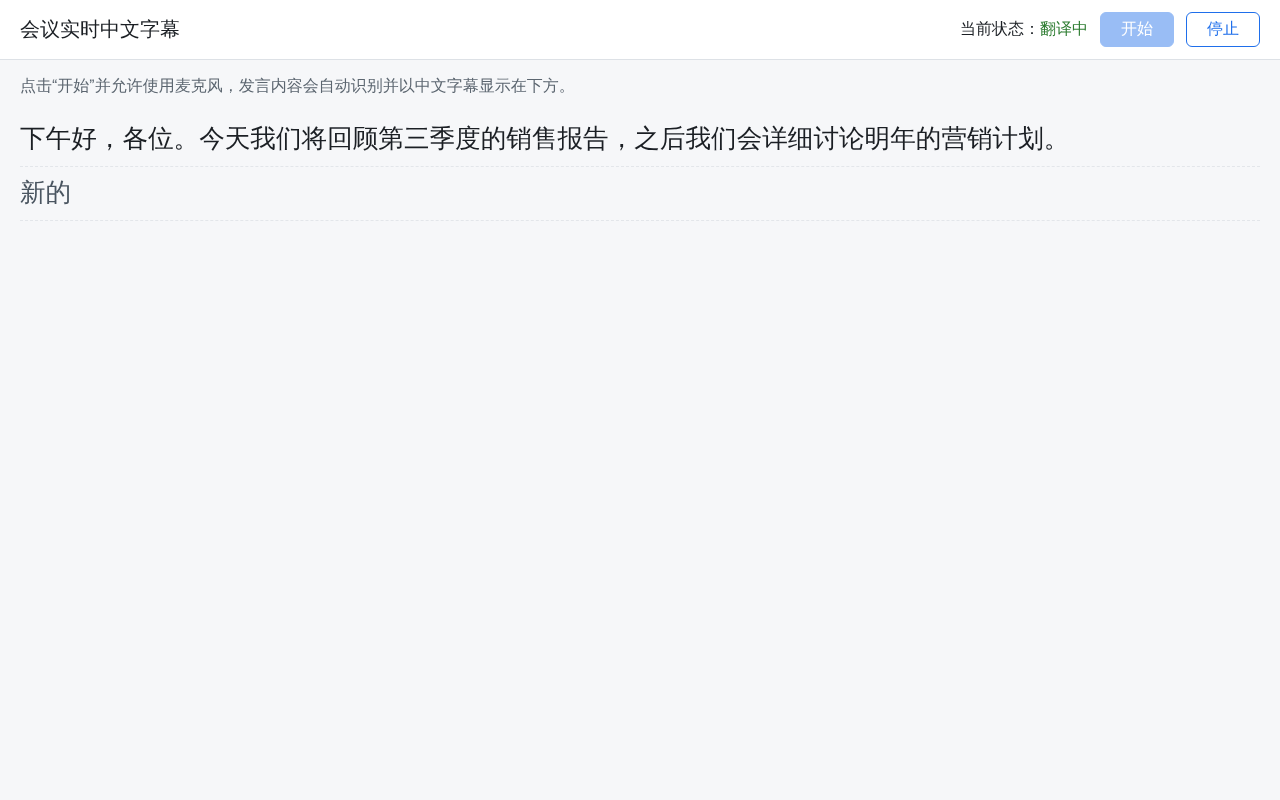 会议实时中文字幕
当前状态：翻译中
开始
停止
点击“开始”并允许使用麦克风，发言内容会自动识别并以中文字幕显示在下方。
下午好，各位。今天我们将回顾第三季度的销售报告，之后我们会详细讨论明年的营销计划。
新的